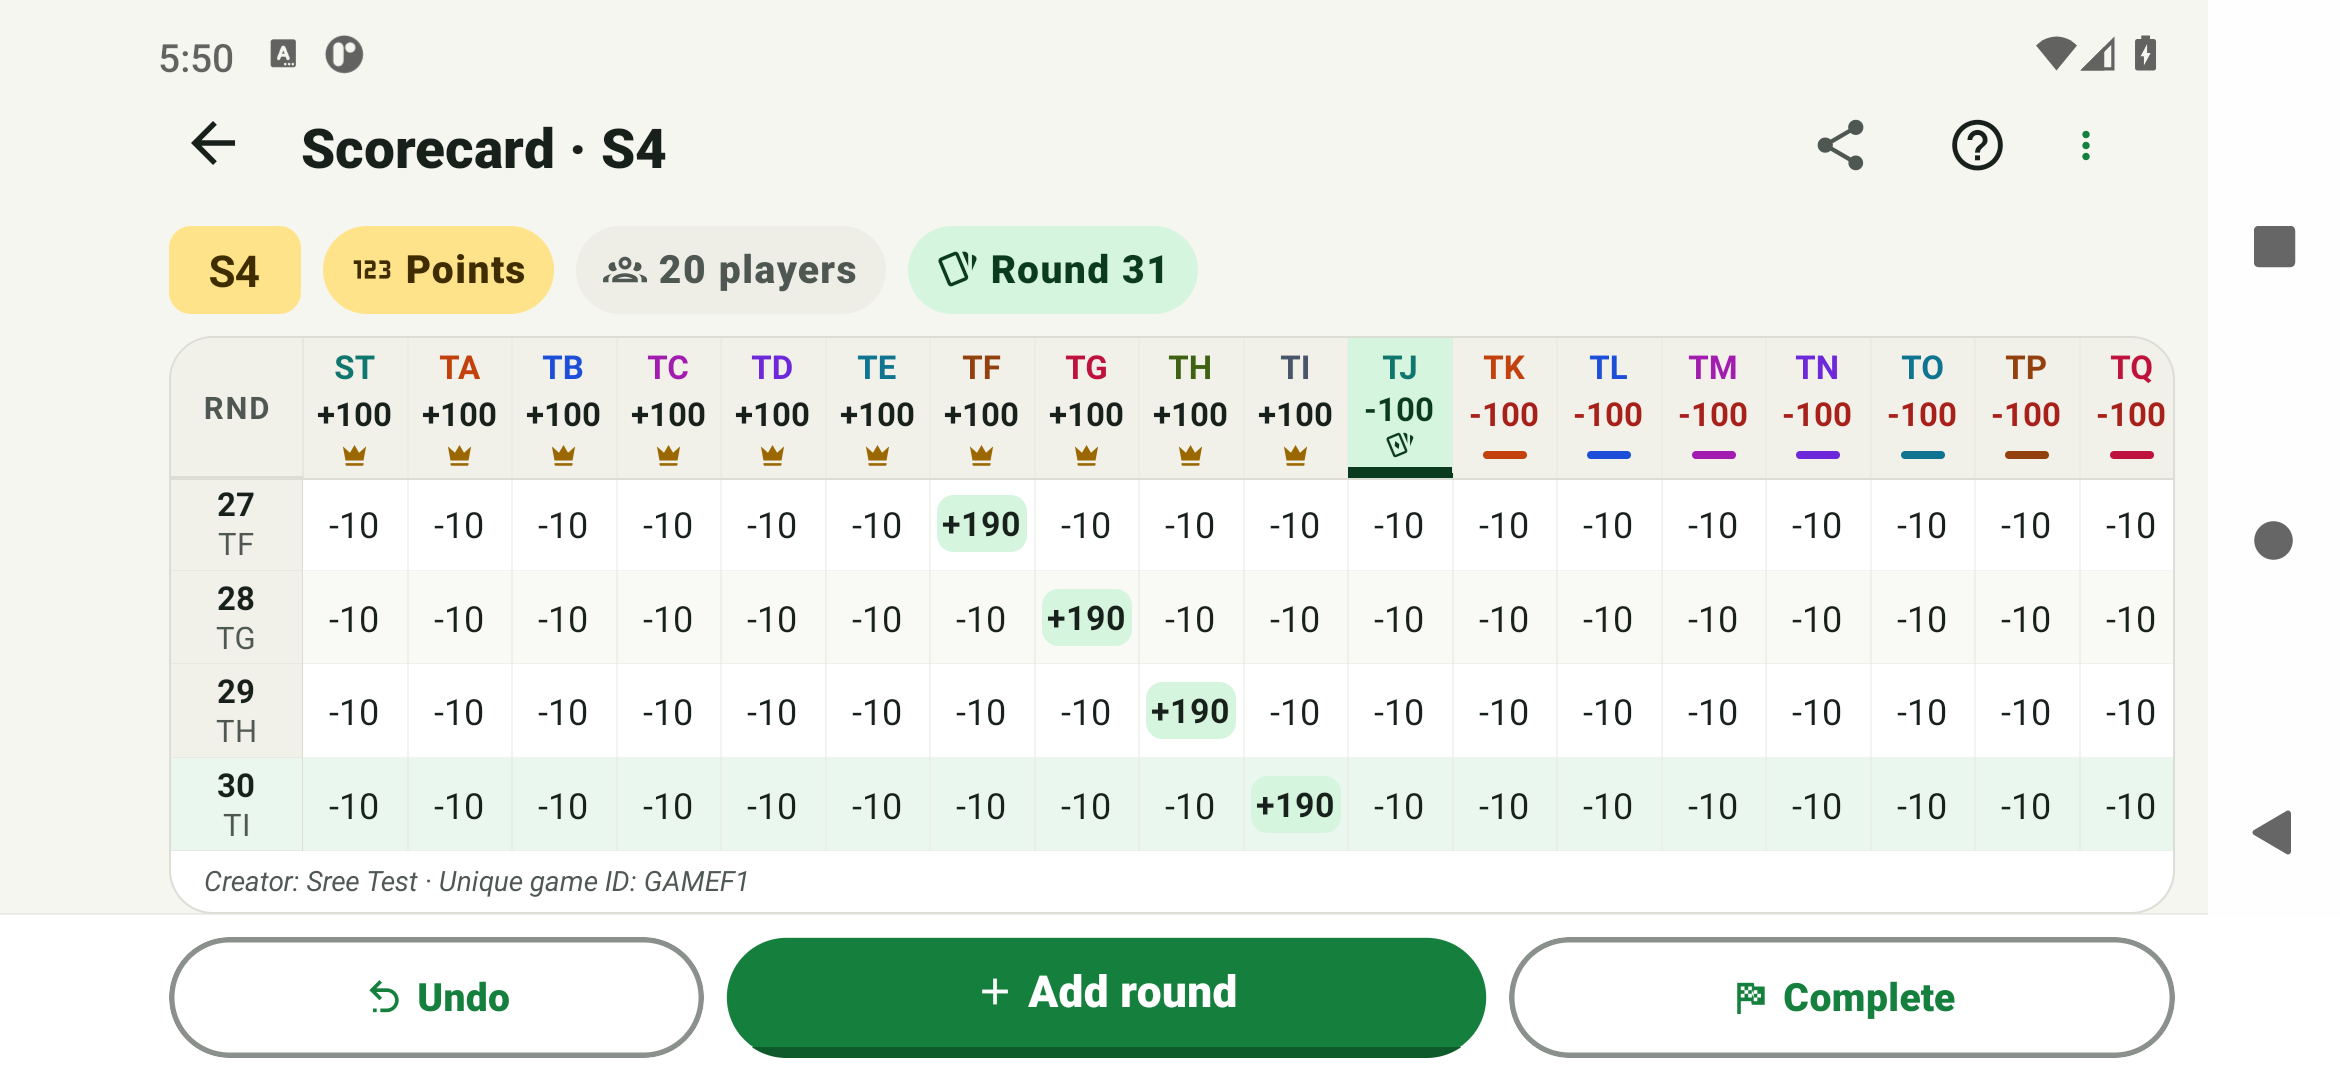 5:50
Scorecard · S4
S4 123 Points 20 players Round 31
RND ST TA TB TC TD TE TF TG TH TI TJ TK TL TM TN TO TP TQ
+100 +100 +100 +100 +100 +100 +100 +100 +100 +100 -100 -100 -100 -100 -100 -100 -100 -100
27 TF -10 -10 -10 -10 -10 -10 +190 -10 -10 -10 -10 -10 -10 -10 -10 -10 -10 -10
28 TG -10 -10 -10 -10 -10 -10 -10 +190 -10 -10 -10 -10 -10 -10 -10 -10 -10 -10
29 TH -10 -10 -10 -10 -10 -10 -10 -10 +190 -10 -10 -10 -10 -10 -10 -10 -10 -10
30 TI -10 -10 -10 -10 -10 -10 -10 -10 -10 +190 -10 -10 -10 -10 -10 -10 -10 -10
Creator: Sree Test · Unique game ID: GAMEF1
Undo + Add round Complete